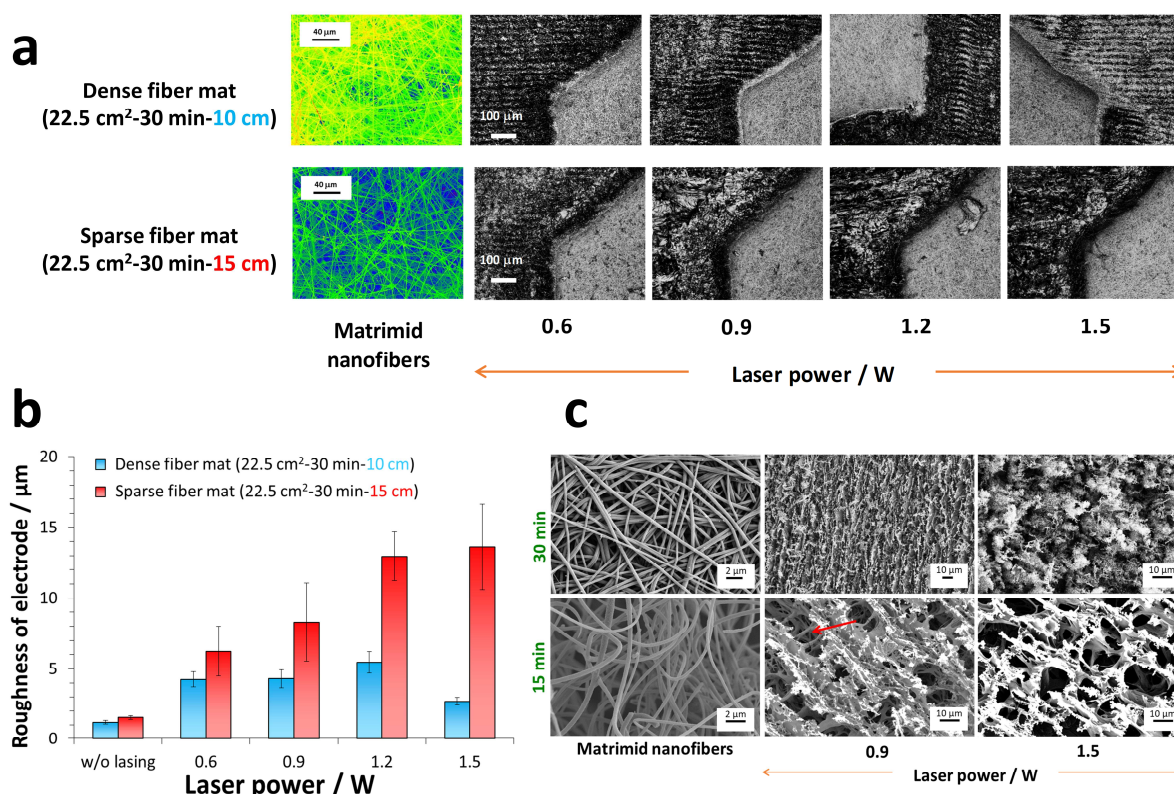 a
40 μm
Dense fiber mat
(22.5 cm²-30 min-10 cm)
100 μm
40 μm
Sparse fiber mat
(22.5 cm²-30 min-15 cm)
100 μm
Matrimid
nanofibers
0.6 0.9 1.2 1.5
Laser power / W
b
Roughness of electrode / μm
20
15
10
5
0
Dense fiber mat (22.5 cm²-30 min-10 cm)
Sparse fiber mat (22.5 cm²-30 min-15 cm)
w/o lasing 0.6 0.9 1.2 1.5
Laser power / W
c
30 min
2 μm 10 μm 10 μm
15 min
2 μm 10 μm 10 μm
Matrimid nanofibers 0.9 1.5
Laser power / W